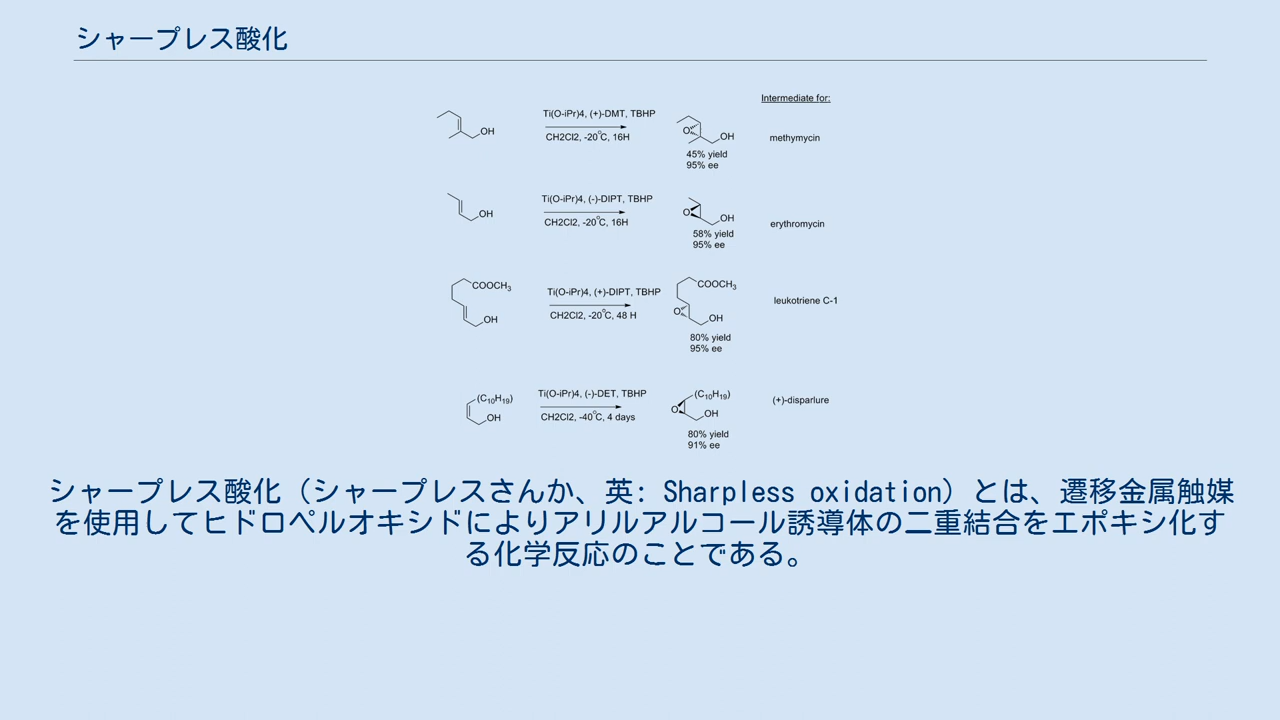 シャープレス酸化
Intermediate for:
Ti(O-iPr)4, (+)-DMT, TBHP
OH
CH2Cl2, -20°C, 16H
O
OH
methymycin
45% yield
95% ee
Ti(O-iPr)4, (-)-DIPT, TBHP
OH
CH2Cl2, -20°C, 16H
O
OH
erythromycin
58% yield
95% ee
COOCH3
Ti(O-iPr)4, (+)-DIPT, TBHP
COOCH3
leukotriene C-1
OH
CH2Cl2, -20°C, 48 H
O
OH
80% yield
95% ee
(C10H19)
Ti(O-iPr)4, (-)-DET, TBHP
(C10H19)
(+)-disparlure
OH
CH2Cl2, -40°C, 4 days
O
OH
80% yield
91% ee
シャープレス酸化（シャープレスさんか、英: Sharpless oxidation）とは、遷移金属触媒
を使用してヒドロペルオキシドによりアリルアルコール誘導体の二重結合をエポキシ化す
る化学反応のことである。